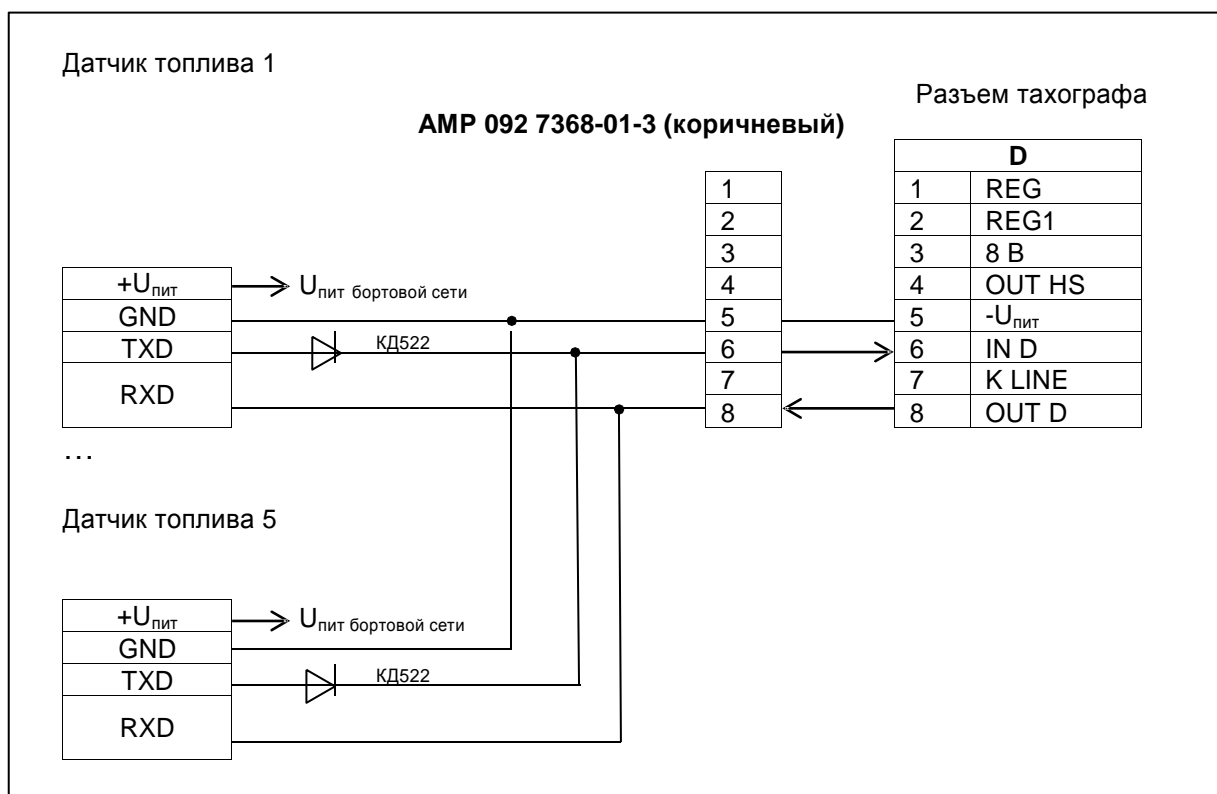 Датчик топлива 1
Разъем тахографа
AMP 092 7368-01-3 (коричневый)
D
1 1 REG
2 2 REG1
3 3 8 В
+Uпит Uпит бортовой сети 4 4 OUT HS
GND 5 5 -Uпит
TXD КД522 6 6 IN D
RXD 7 7 K LINE
8 8 OUT D
…
Датчик топлива 5
+Uпит Uпит бортовой сети
GND
TXD КД522
RXD